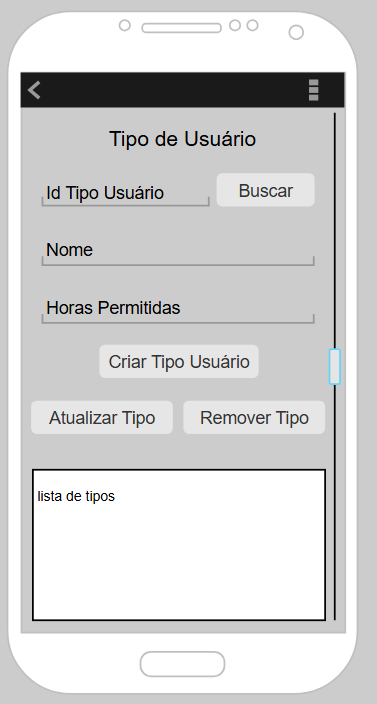 Tipo de Usuário
Id Tipo Usuário Buscar
Nome
Horas Permitidas
Criar Tipo Usuário
Atualizar Tipo Remover Tipo
lista de tipos